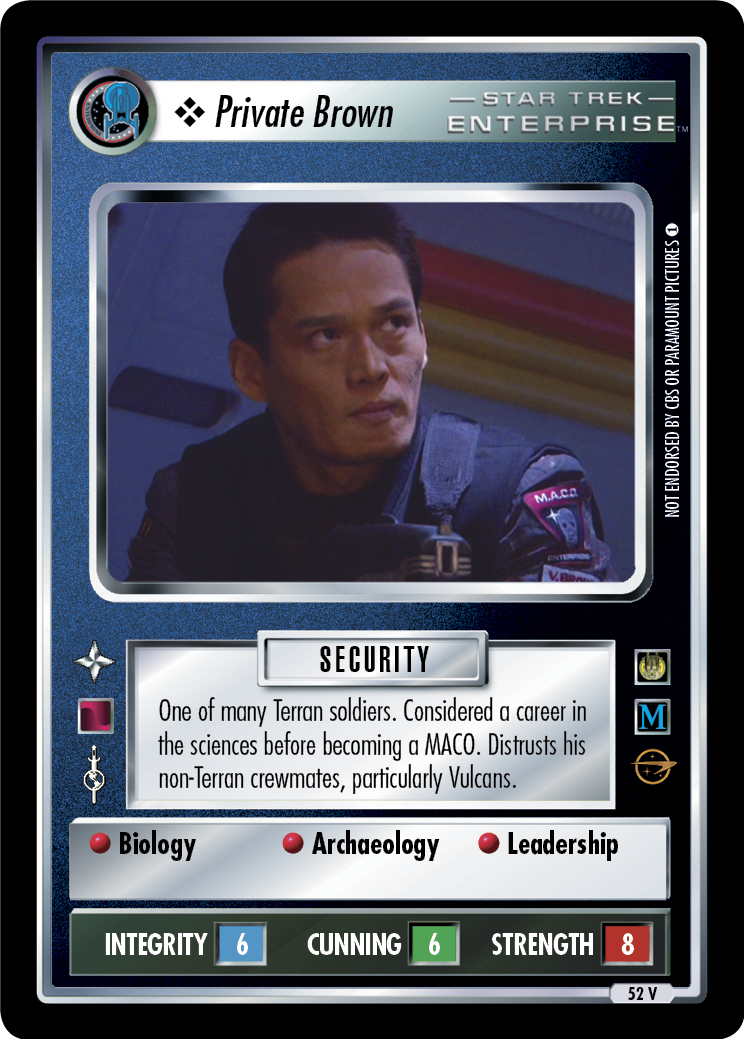 ❖ Private Brown
STAR TREK
ENTERPRISE™
NOT ENDORSED BY CBS OR PARAMOUNT PICTURES 1
M.A.C.O.
ENTERPRISE
SECURITY
One of many Terran soldiers. Considered a career in
the sciences before becoming a MACO. Distrusts his
non-Terran crewmates, particularly Vulcans.
M
Biology Archaeology Leadership
INTEGRITY 6 CUNNING 6 STRENGTH 8
52 V